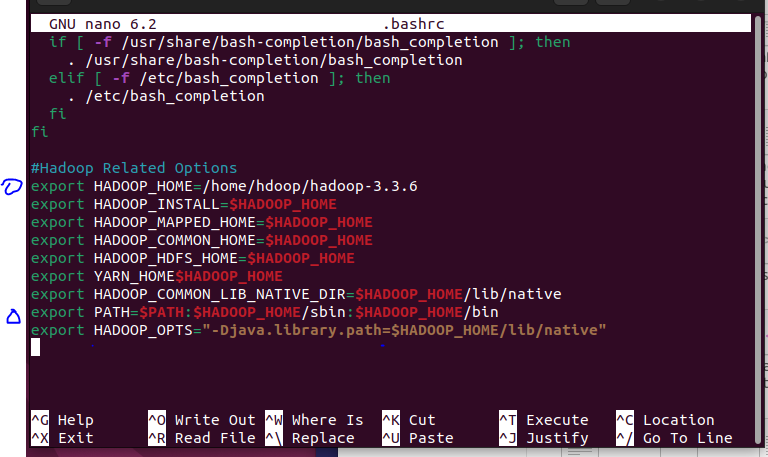 GNU nano 6.2 .bashrc
if [ -f /usr/share/bash-completion/bash_completion ]; then
. /usr/share/bash-completion/bash_completion
elif [ -f /etc/bash_completion ]; then
. /etc/bash_completion
fi
fi
#Hadoop Related Options
export HADOOP_HOME=/home/hdoop/hadoop-3.3.6
export HADOOP_INSTALL=$HADOOP_HOME
export HADOOP_MAPPED_HOME=$HADOOP_HOME
export HADOOP_COMMON_HOME=$HADOOP_HOME
export HADOOP_HDFS_HOME=$HADOOP_HOME
export YARN_HOME$HADOOP_HOME
export HADOOP_COMMON_LIB_NATIVE_DIR=$HADOOP_HOME/lib/native
export PATH=$PATH:$HADOOP_HOME/sbin:$HADOOP_HOME/bin
export HADOOP_OPTS="-Djava.library.path=$HADOOP_HOME/lib/native"
^G Help ^O Write Out ^W Where Is ^K Cut ^T Execute ^C Location
^X Exit ^R Read File ^\ Replace ^U Paste ^J Justify ^/ Go To Line